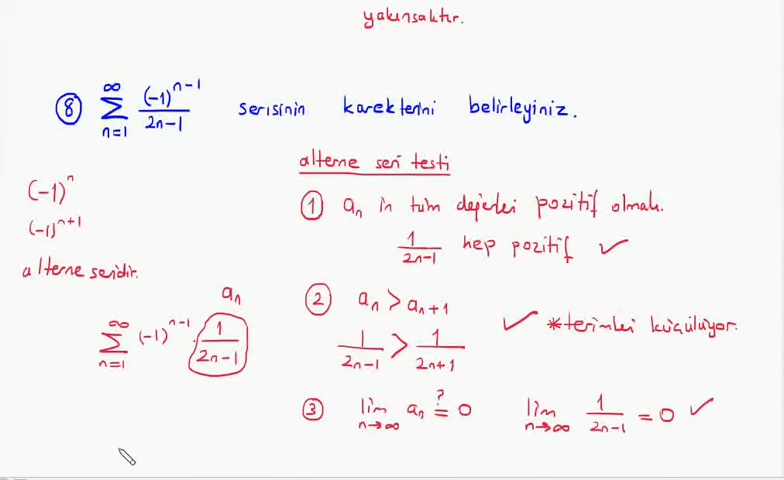 yakınsaktır.
⑧ ∞ ∑ n=1 (-1)^{n-1} / 2n-1 serisinin karekterini belirleyiniz.
alterne seri testi
(-1)^n
(-1)^{n+1}
alterne seridir.
① a_n in tüm değerleri pozitif olmalı.
1 / 2n-1 hep pozitif ✓
a_n
∞ ∑ n=1 (-1)^{n-1} · 1 / 2n-1
② a_n > a_{n+1}
1 / 2n-1 > 1 / 2n+1 ✓ *terimleri küçülüyor.
③ lim n→∞ a_n ?= 0 lim n→∞ 1 / 2n-1 = 0 ✓